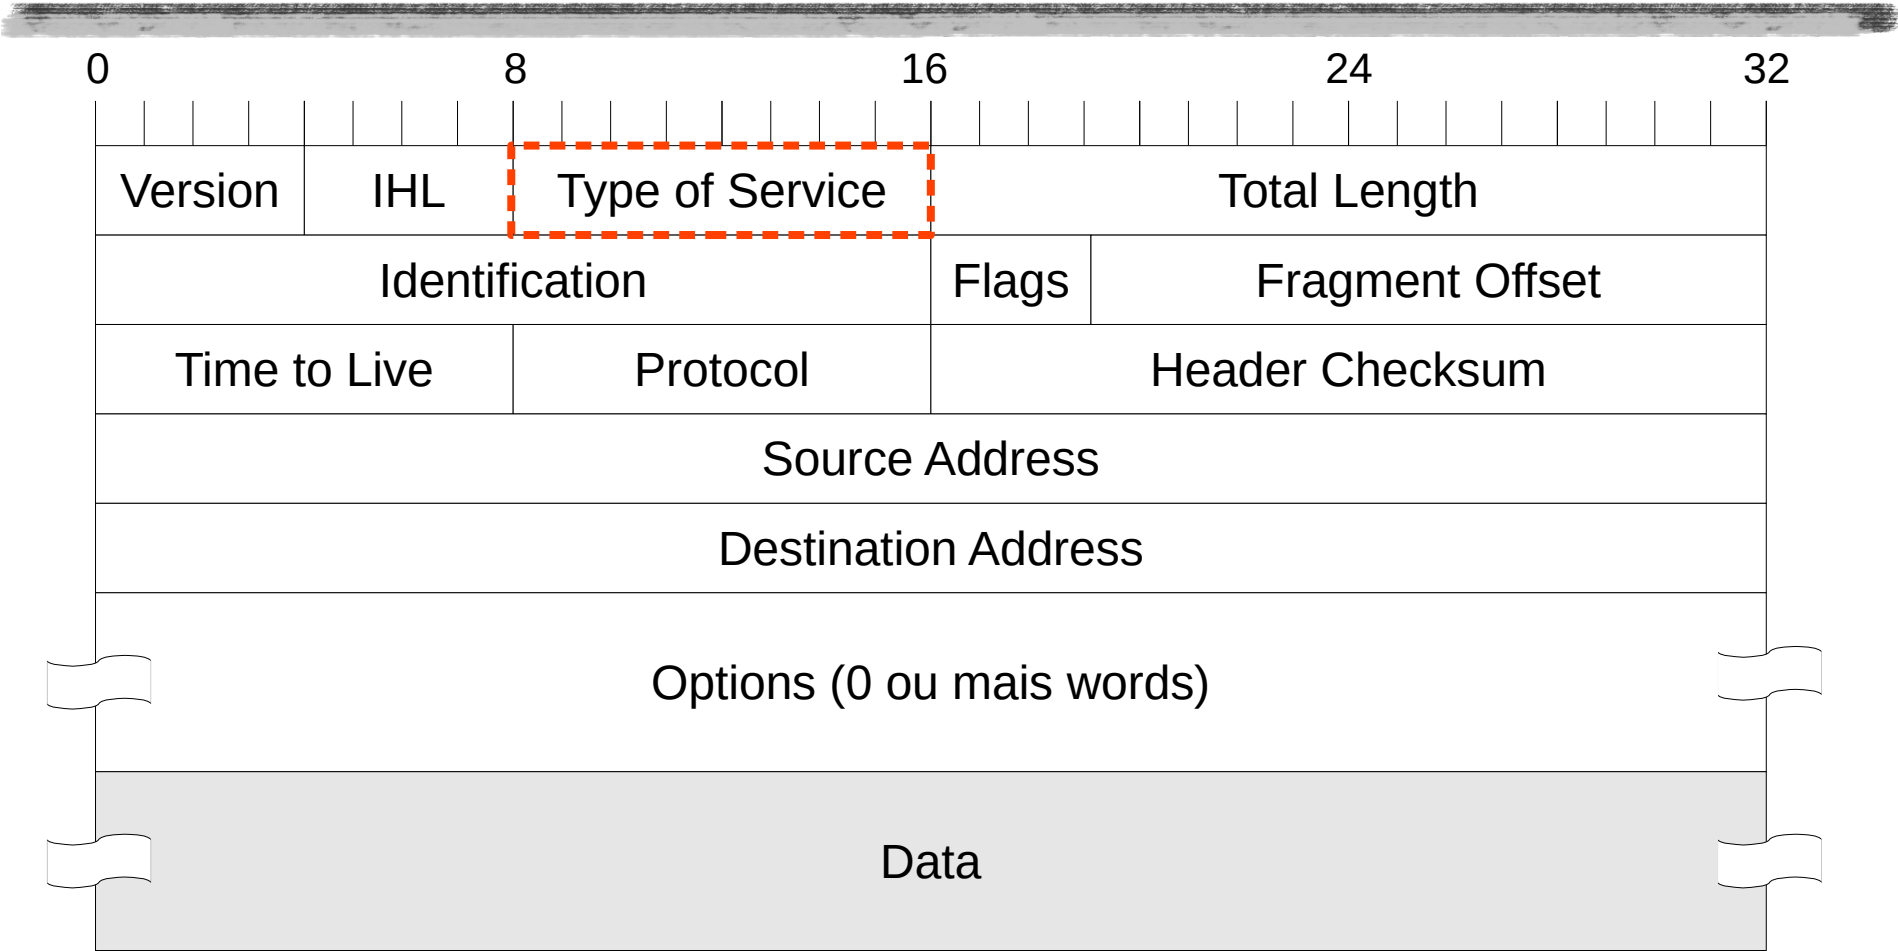 0 8 16 24 32
Version IHL Type of Service Total Length
Identification Flags Fragment Offset
Time to Live Protocol Header Checksum
Source Address
Destination Address
Options (0 ou mais words)
Data